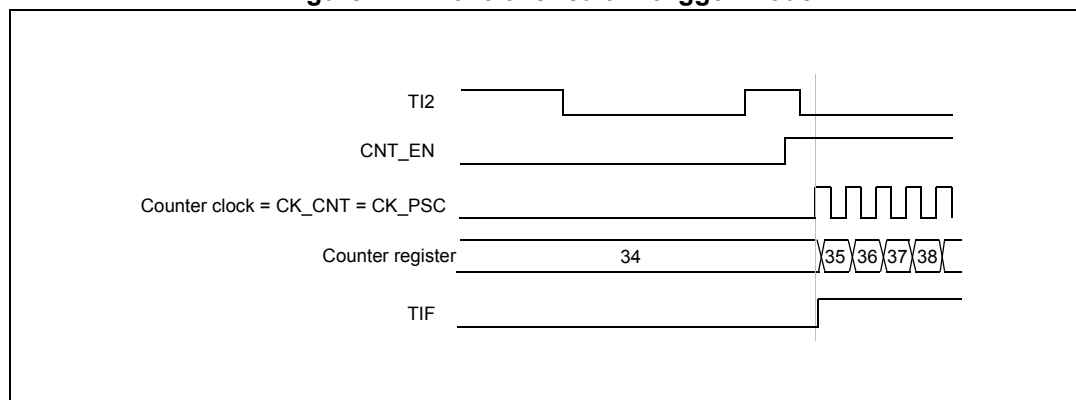 TI2
CNT_EN
Counter clock = CK_CNT = CK_PSC
Counter register 34 35 36 37 38
TIF